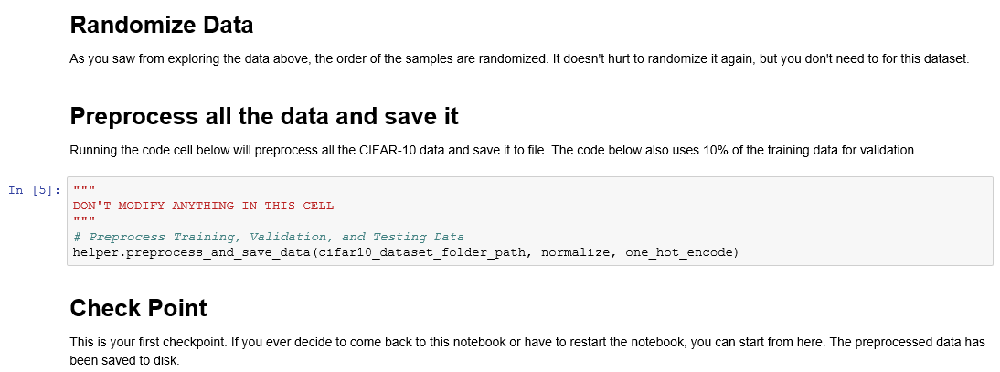 Randomize Data
As you saw from exploring the data above, the order of the samples are randomized. It doesn't hurt to randomize it again, but you don't need to for this dataset.
Preprocess all the data and save it
Running the code cell below will preprocess all the CIFAR-10 data and save it to file. The code below also uses 10% of the training data for validation.
In [5]: """
DON'T MODIFY ANYTHING IN THIS CELL
"""
# Preprocess Training, Validation, and Testing Data
helper.preprocess_and_save_data(cifar10_dataset_folder_path, normalize, one_hot_encode)
Check Point
This is your first checkpoint. If you ever decide to come back to this notebook or have to restart the notebook, you can start from here. The preprocessed data has
been saved to disk.